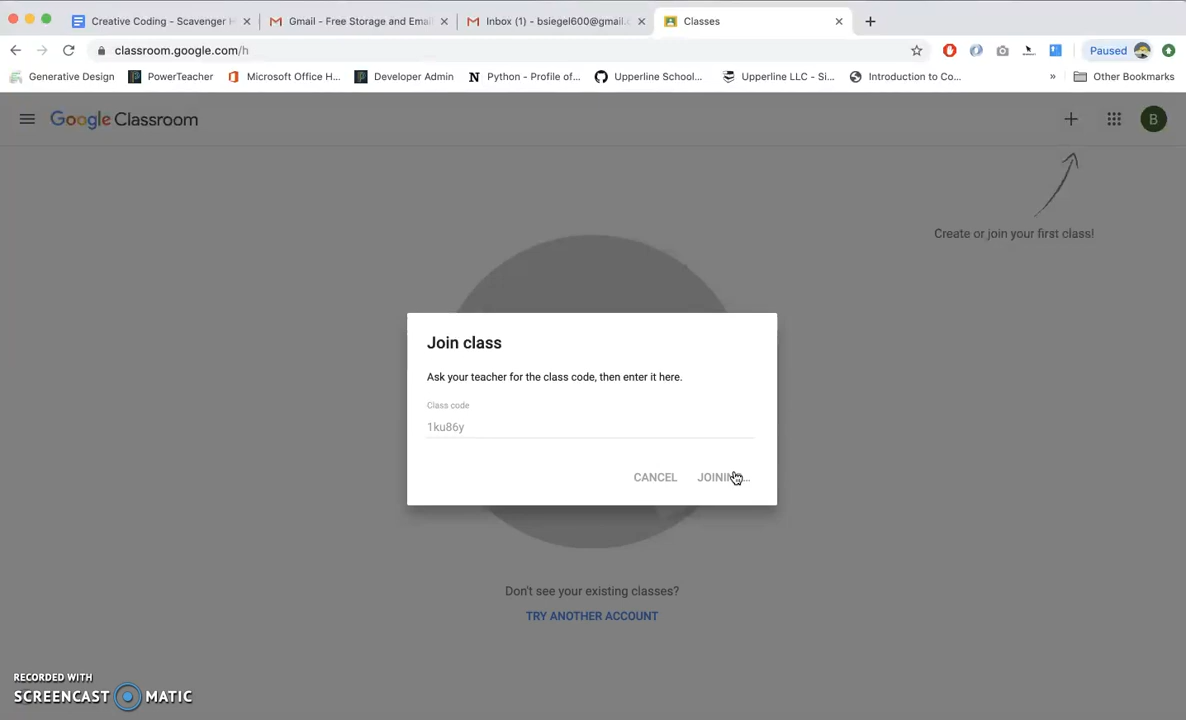 Creative Coding - Scavenger H
Gmail - Free Storage and Email
Inbox (1) - bsiegel600@gmail.c
Classes
classroom.google.com/h
Paused
Generative Design
PowerTeacher
Microsoft Office H...
Developer Admin
Python - Profile of...
Upperline School...
Upperline LLC - Si...
Introduction to Co...
»
Other Bookmarks
Google Classroom
B
Create or join your first class!
Join class
Ask your teacher for the class code, then enter it here.
Class code
1ku86y
CANCEL
Don't see your existing classes?
TRY ANOTHER ACCOUNT
RECORDED WITH
SCREENCAST MATIC